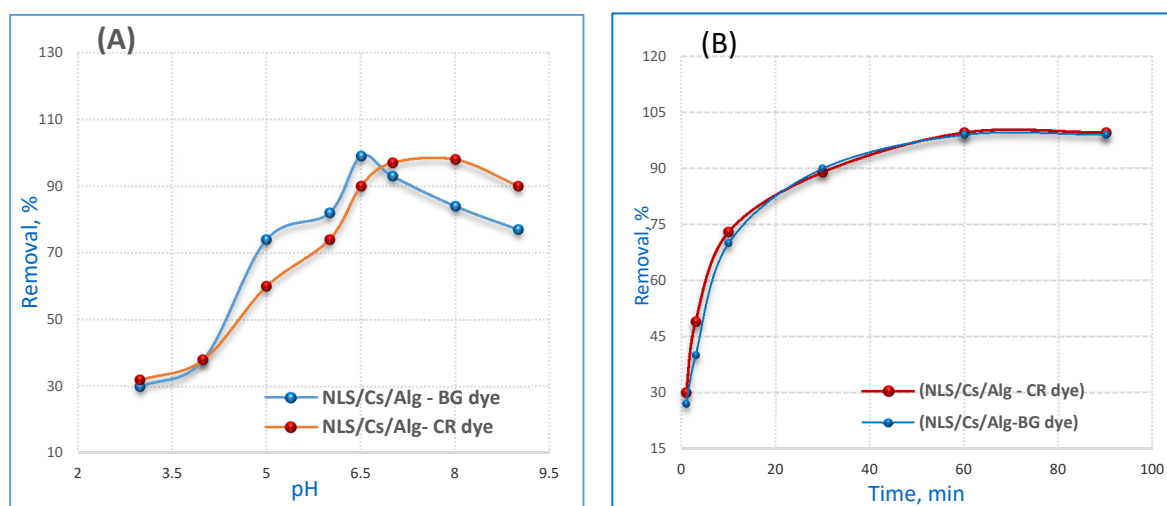 (A)
130
110
90
70
50
30
10
Removal, %
2
3.5
5
6.5
8
9.5
pH
NLS/Cs/Alg - BG dye
NLS/Cs/Alg- CR dye
(B)
120
105
90
75
60
45
30
15
Removal, %
0
20
40
60
80
100
Time, min
(NLS/Cs/Alg - CR dye)
(NLS/Cs/Alg-BG dye)